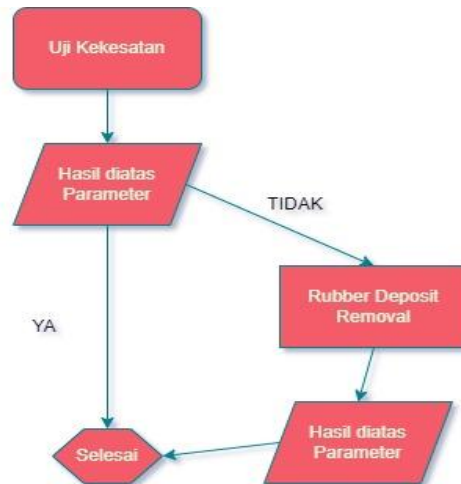 Uji Kekesatan
Hasil diatas
Parameter
TIDAK
Rubber Deposit
Removal
YA
Hasil diatas
Parameter
Selesai